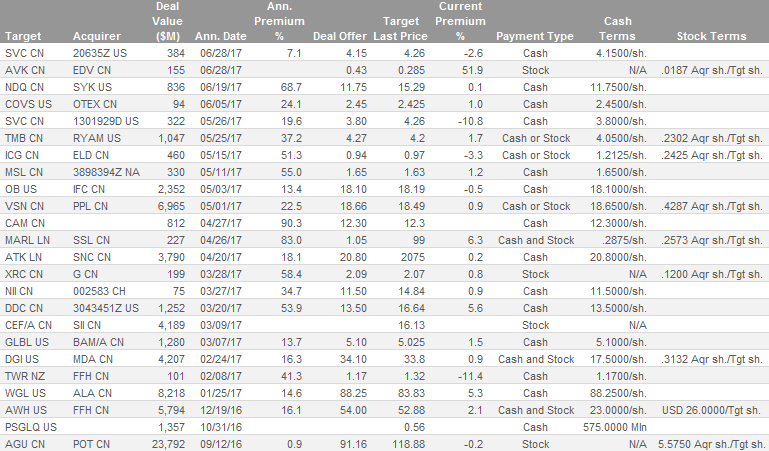 Deal Ann. Current
Value Premium Target Premium Cash
Target Acquirer ($M) Ann. Date % Deal Offer Last Price % Payment Type Terms Stock Terms
SVC CN 20635Z US 384 06/28/17 7.1 4.15 4.26 -2.6 Cash 4.1500/sh.
AVK CN EDV CN 155 06/28/17 0.43 0.285 51.9 Stock N/A .0187 Aqr sh./Tgt sh.
NDQ CN SYK US 836 06/19/17 68.7 11.75 15.29 0.1 Cash 11.7500/sh.
COVS US OTEX CN 94 06/05/17 24.1 2.45 2.425 1.0 Cash 2.4500/sh.
SVC CN 1301929D US 322 05/26/17 19.6 3.80 4.26 -10.8 Cash 3.8000/sh.
TMB CN RYAM US 1,047 05/25/17 37.2 4.27 4.2 1.7 Cash or Stock 4.0500/sh. .2302 Aqr sh./Tgt sh.
ICG CN ELD CN 460 05/15/17 51.3 0.94 0.97 -3.3 Cash or Stock 1.2125/sh. .2425 Aqr sh./Tgt sh.
MSL CN 3898394Z NA 330 05/11/17 55.0 1.65 1.63 1.2 Cash 1.6500/sh.
OB US IFC CN 2,352 05/03/17 13.4 18.10 18.19 -0.5 Cash 18.1000/sh.
VSN CN PPL CN 6,965 05/01/17 22.5 18.66 18.49 0.9 Cash or Stock 18.6500/sh. .4287 Aqr sh./Tgt sh.
CAM CN 812 04/27/17 90.3 12.30 12.3 Cash 12.3000/sh.
MARL LN SSL CN 227 04/26/17 83.0 1.05 99 6.3 Cash and Stock .2875/sh. .2573 Aqr sh./Tgt sh.
ATK LN SNC CN 3,790 04/20/17 18.1 20.80 2075 0.2 Cash 20.8000/sh.
XRC CN G CN 199 03/28/17 58.4 2.09 2.07 0.8 Stock N/A .1200 Aqr sh./Tgt sh.
NII CN 002583 CH 75 03/27/17 34.7 11.50 14.84 0.9 Cash 11.5000/sh.
DDC CN 3043451Z US 1,252 03/20/17 53.9 13.50 16.64 5.6 Cash 13.5000/sh.
CEF/A CN SII CN 4,189 03/09/17 16.13 Stock N/A
GLBL US BAM/A CN 1,280 03/07/17 13.7 5.10 5.025 1.5 Cash 5.1000/sh.
DGI US MDA CN 4,207 02/24/17 16.3 34.10 33.8 0.9 Cash and Stock 17.5000/sh. .3132 Aqr sh./Tgt sh.
TWR NZ FFH CN 101 02/08/17 41.3 1.17 1.32 -11.4 Cash 1.1700/sh.
WGL US ALA CN 8,218 01/25/17 14.6 88.25 83.83 5.3 Cash 88.2500/sh.
AWH US FFH CN 5,794 12/19/16 16.1 54.00 52.88 2.1 Cash and Stock 23.0000/sh. USD 26.0000/Tgt sh.
PSGLQ US 1,357 10/31/16 0.56 Cash 575.0000 Mln
AGU CN POT CN 23,792 09/12/16 0.9 91.16 118.88 -0.2 Stock N/A 5.5750 Aqr sh./Tgt sh.